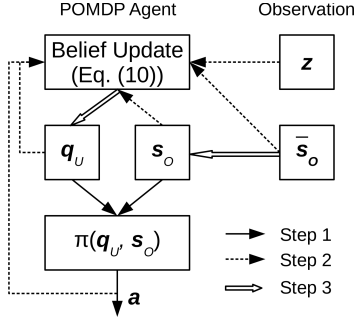 POMDP Agent Observation
Belief Update
(Eq. (10))
z
q_U s_O s̅_O
π(q_U, s_O)
Step 1
Step 2
Step 3
a